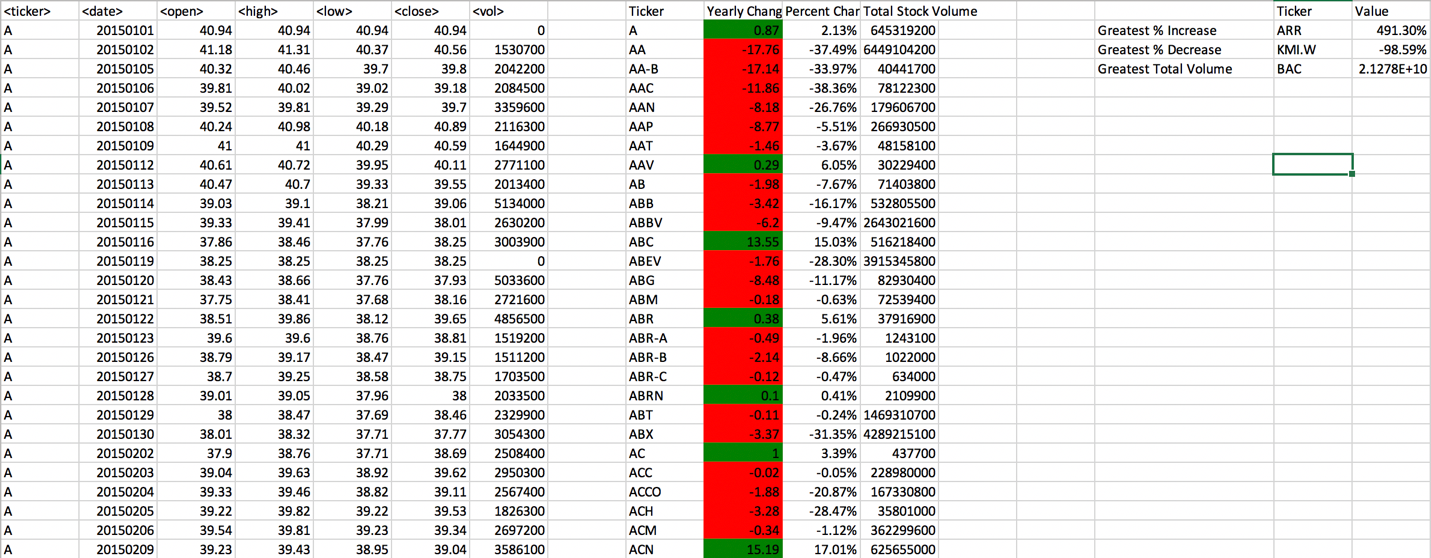 <ticker> <date> <open> <high> <low> <close> <vol> Ticker Yearly Chang Percent Char Total Stock Volume Ticker Value
A 20150101 40.94 40.94 40.94 40.94 0 A 0.87 2.13% 645319200 Greatest % Increase ARR 491.30%
A 20150102 41.18 41.31 40.37 40.56 1530700 AA -17.76 -37.49% 6449104200 Greatest % Decrease KMI.W -98.59%
A 20150105 40.32 40.46 39.7 39.8 2042200 AA-B -17.14 -33.97% 40441700 Greatest Total Volume BAC 2.1278E+10
A 20150106 39.81 40.02 39.02 39.18 2084500 AAC -11.86 -38.36% 78122300
A 20150107 39.52 39.81 39.29 39.7 3359600 AAN -8.18 -26.76% 179606700
A 20150108 40.24 40.98 40.18 40.89 2116300 AAP -8.77 -5.51% 266930500
A 20150109 41 41 40.29 40.59 1644900 AAT -1.46 -3.67% 48158100
A 20150112 40.61 40.72 39.95 40.11 2771100 AAV 0.29 6.05% 30229400
A 20150113 40.47 40.7 39.33 39.55 2013400 AB -1.98 -7.67% 71403800
A 20150114 39.03 39.1 38.21 39.06 5134000 ABB -3.42 -16.17% 532805500
A 20150115 39.33 39.41 37.99 38.01 2630200 ABBV -6.2 -9.47% 2643021600
A 20150116 37.86 38.46 37.76 38.25 3003900 ABC 13.55 15.03% 516218400
A 20150119 38.25 38.25 38.25 38.25 0 ABEV -1.76 -28.30% 3915345800
A 20150120 38.43 38.66 37.76 37.93 5033600 ABG -8.48 -11.17% 82930400
A 20150121 37.75 38.41 37.68 38.16 2721600 ABM -0.18 -0.63% 72539400
A 20150122 38.51 39.86 38.12 39.65 4856500 ABR 0.38 5.61% 37916900
A 20150123 39.6 39.6 38.76 38.81 1519200 ABR-A -0.49 -1.96% 1243100
A 20150126 38.79 39.17 38.47 39.15 1511200 ABR-B -2.14 -8.66% 1022000
A 20150127 38.7 39.25 38.58 38.75 1703500 ABR-C -0.12 -0.47% 634000
A 20150128 39.01 39.05 37.96 38 2033500 ABRN 0.1 0.41% 2109900
A 20150129 38 38.47 37.69 38.46 2329900 ABT -0.11 -0.24% 1469310700
A 20150130 38.01 38.32 37.71 37.77 3054300 ABX -3.37 -31.35% 4289215100
A 20150202 37.9 38.76 37.71 38.69 2508400 AC 1 3.39% 437700
A 20150203 39.04 39.63 38.92 39.62 2950300 ACC -0.02 -0.05% 228980000
A 20150204 39.33 39.46 38.82 39.11 2567400 ACCO -1.88 -20.87% 167330800
A 20150205 39.22 39.82 39.22 39.53 1826300 ACH -3.28 -28.47% 35801000
A 20150206 39.54 39.81 39.23 39.34 2697200 ACM -0.34 -1.12% 362299600
A 20150209 39.23 39.43 38.95 39.04 3586100 ACN 15.19 17.01% 625655000